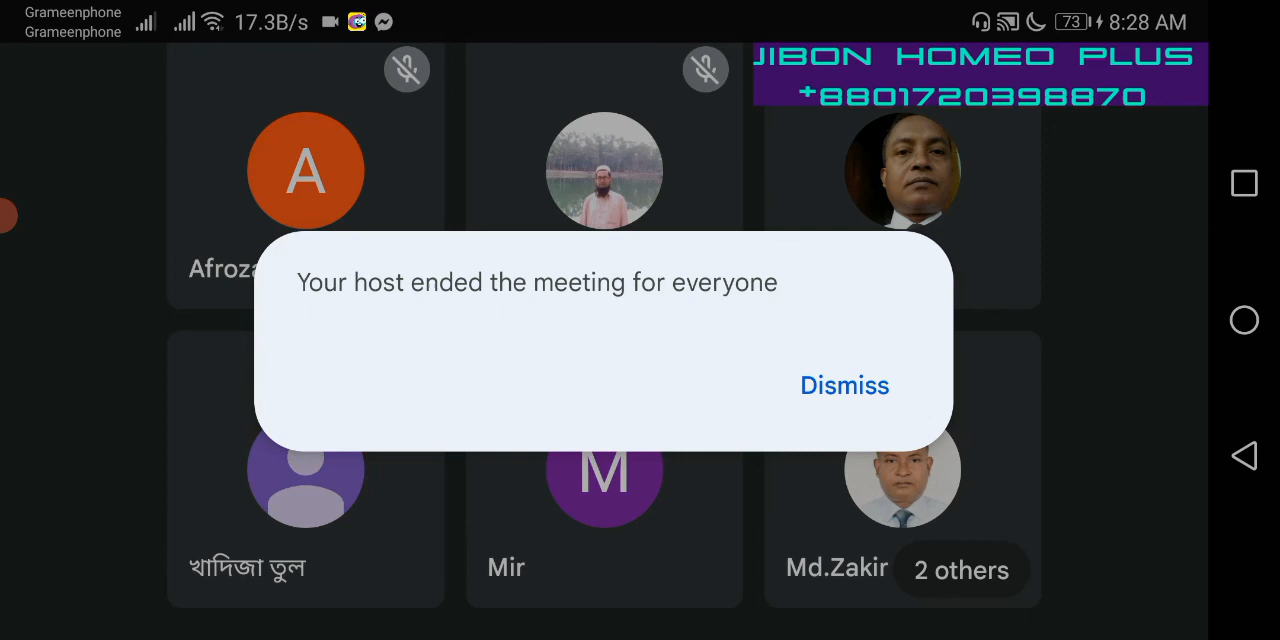 Grameenphone
Grameenphone
17.3B/s
73
8:28 AM
JIBON HOMEO PLUS
+8801720398870
A
Afroza
Your host ended the meeting for everyone
Dismiss
M
খাদিজা তুল
Mir
Md.Zakir
2 others